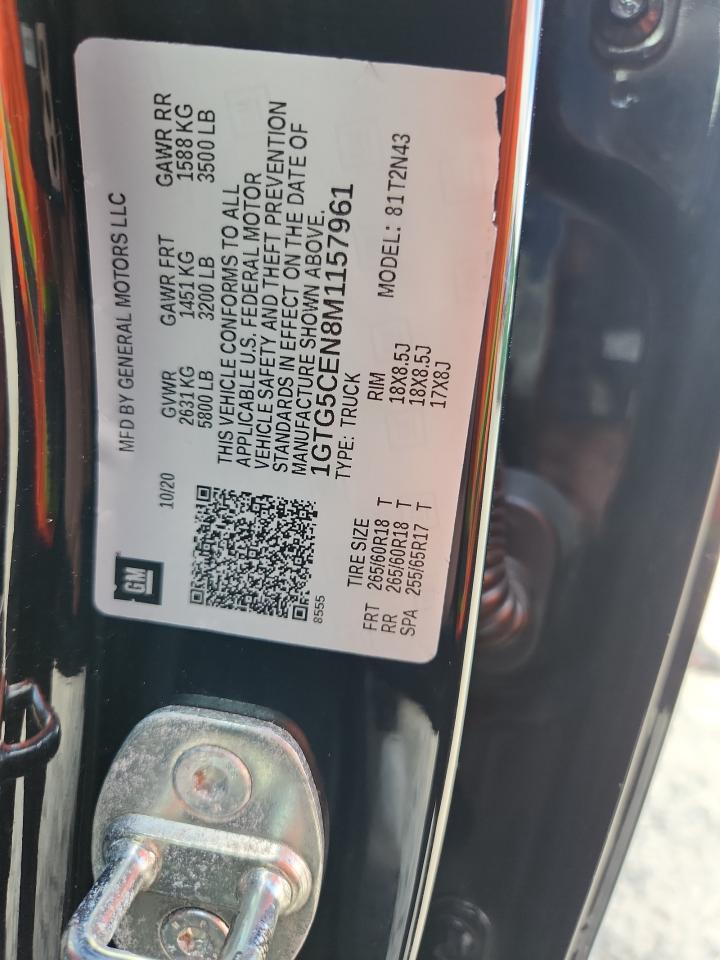 MFD BY GENERAL MOTORS LLC
GM
10/20
GVWR GAWR FRT GAWR RR
2631 KG 1451 KG 1588 KG
5800 LB 3200 LB 3500 LB
THIS VEHICLE CONFORMS TO ALL
APPLICABLE U.S. FEDERAL MOTOR
VEHICLE SAFETY AND THEFT PREVENTION
STANDARDS IN EFFECT ON THE DATE OF
MANUFACTURE SHOWN ABOVE.
1GTG5CEN8M1157961
8555
TYPE: TRUCK MODEL: 81T2N43
TIRE SIZE RIM
FRT 265/60R18 T 18X8.5J
RR 265/60R18 T 18X8.5J
SPA 255/65R17 T 17X8J